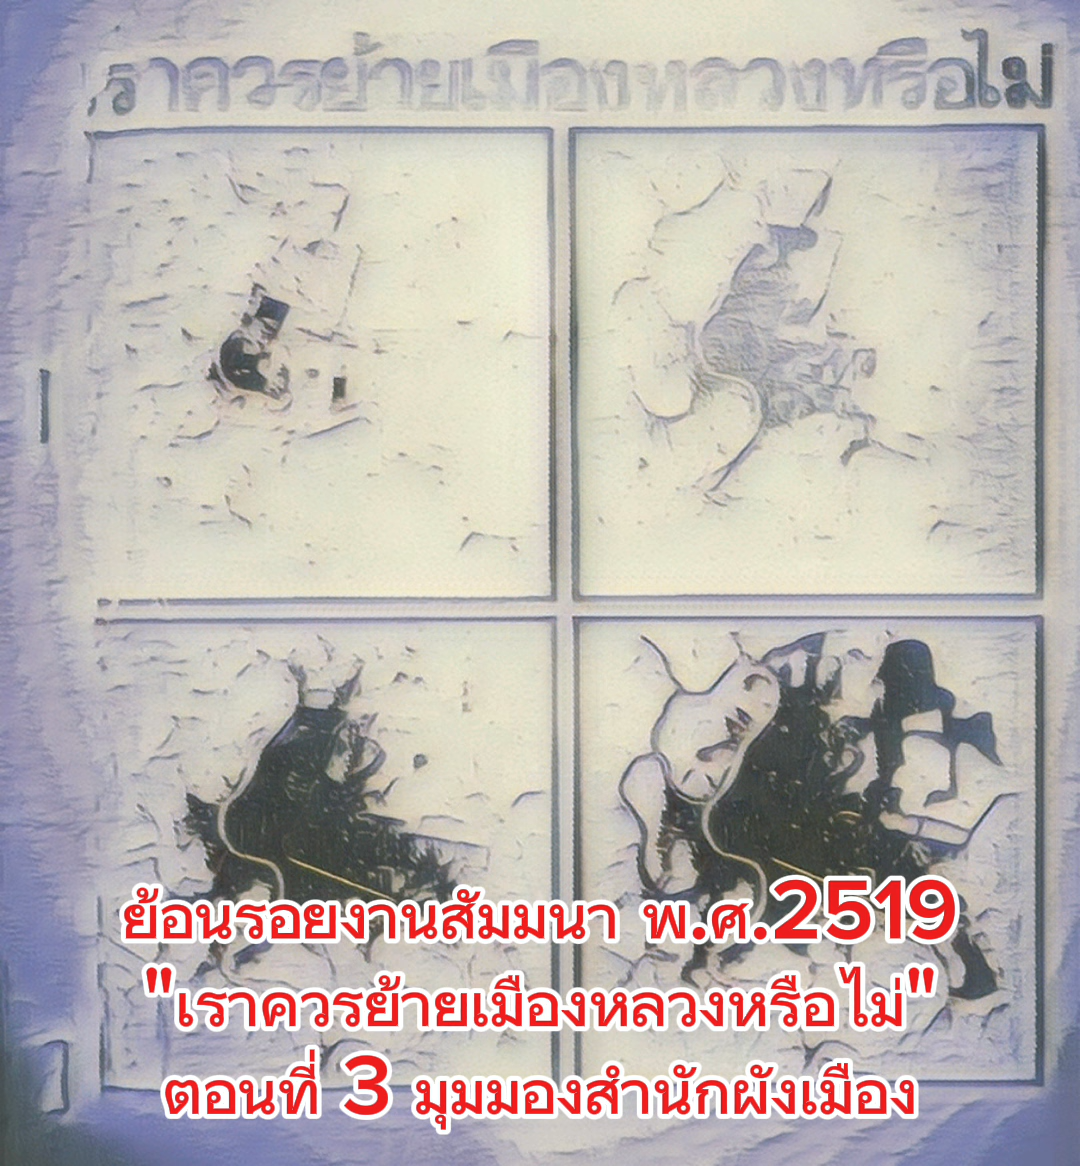 เราควรย้ายเมืองหลวงหรือไม่
ย้อนรอยงานสัมมนา พ.ศ.2519
"เราควรย้ายเมืองหลวงหรือไม่"
ตอนที่ 3 มุมมองสำนักผังเมือง